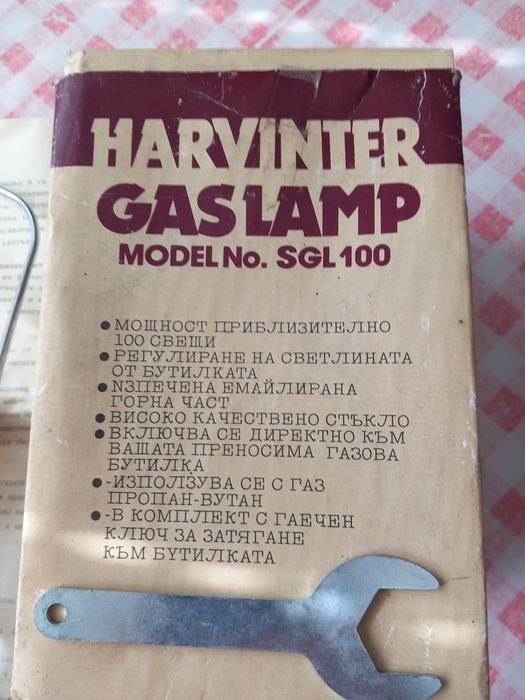 HARVINTER
GAS LAMP
MODEL No. SGL 100
● МОЩНОСТ ПРИБЛИЗИТЕЛНО
100 СВЕЩИ
● РЕГУЛИРАНЕ НА СВЕТЛИНАТА
ОТ БУТИЛКАТА
● NЗПЕЧЕНА ЕМАЙЛИРАНА
ГОРНА ЧАСТ
● ВИСОКО КАЧЕСТВЕНО СТЪКЛО
● ВКЛЮЧВА СЕ ДИРЕКТНО КЪМ
ВАШАТА ПРЕНОСИМА ГАЗОВА
БУТИЛКА
● -ИЗПОЛЗУВА СЕ С ГАЗ
ПРОПАН-ВУТАН
● -В КОМПЛЕКТ С ГАЕЧЕН
КЛЮЧ ЗА ЗАТЯГАНЕ
КЪМ БУТИЛКАТА